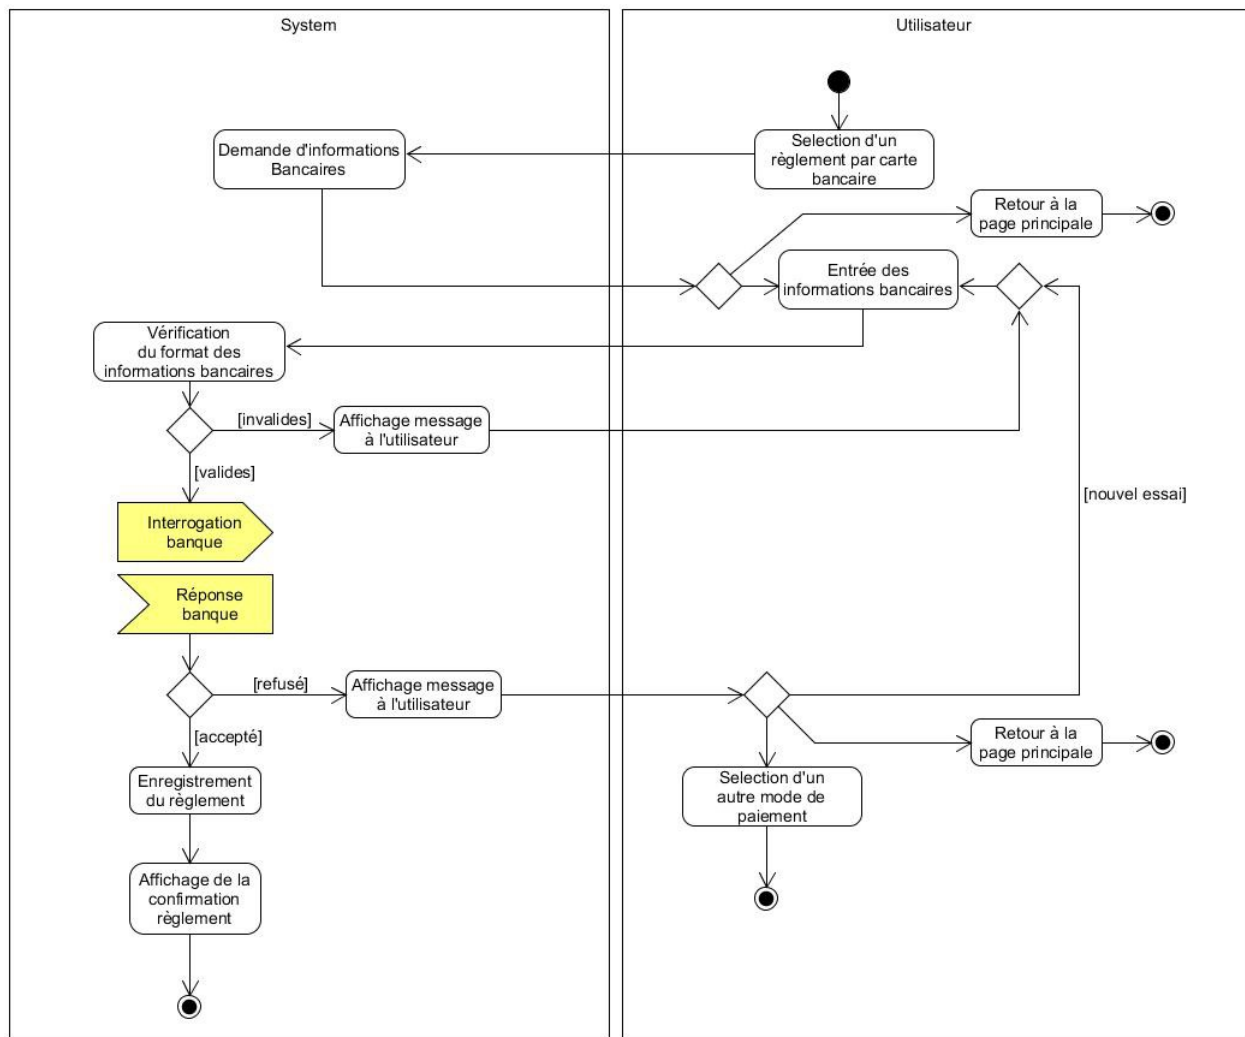 System
Utilisateur
Selection d'un
règlement par carte
bancaire
Demande d'informations
Bancaires
Retour à la
page principale
Entrée des
informations bancaires
Vérification
du format des
informations bancaires
[invalides]
Affichage message
à l'utilisateur
[valides]
[nouvel essai]
Interrogation
banque
Réponse
banque
[refusé]
Affichage message
à l'utilisateur
[accepté]
Retour à la
page principale
Enregistrement
du règlement
Selection d'un
autre mode de
paiement
Affichage de la
confirmation
règlement